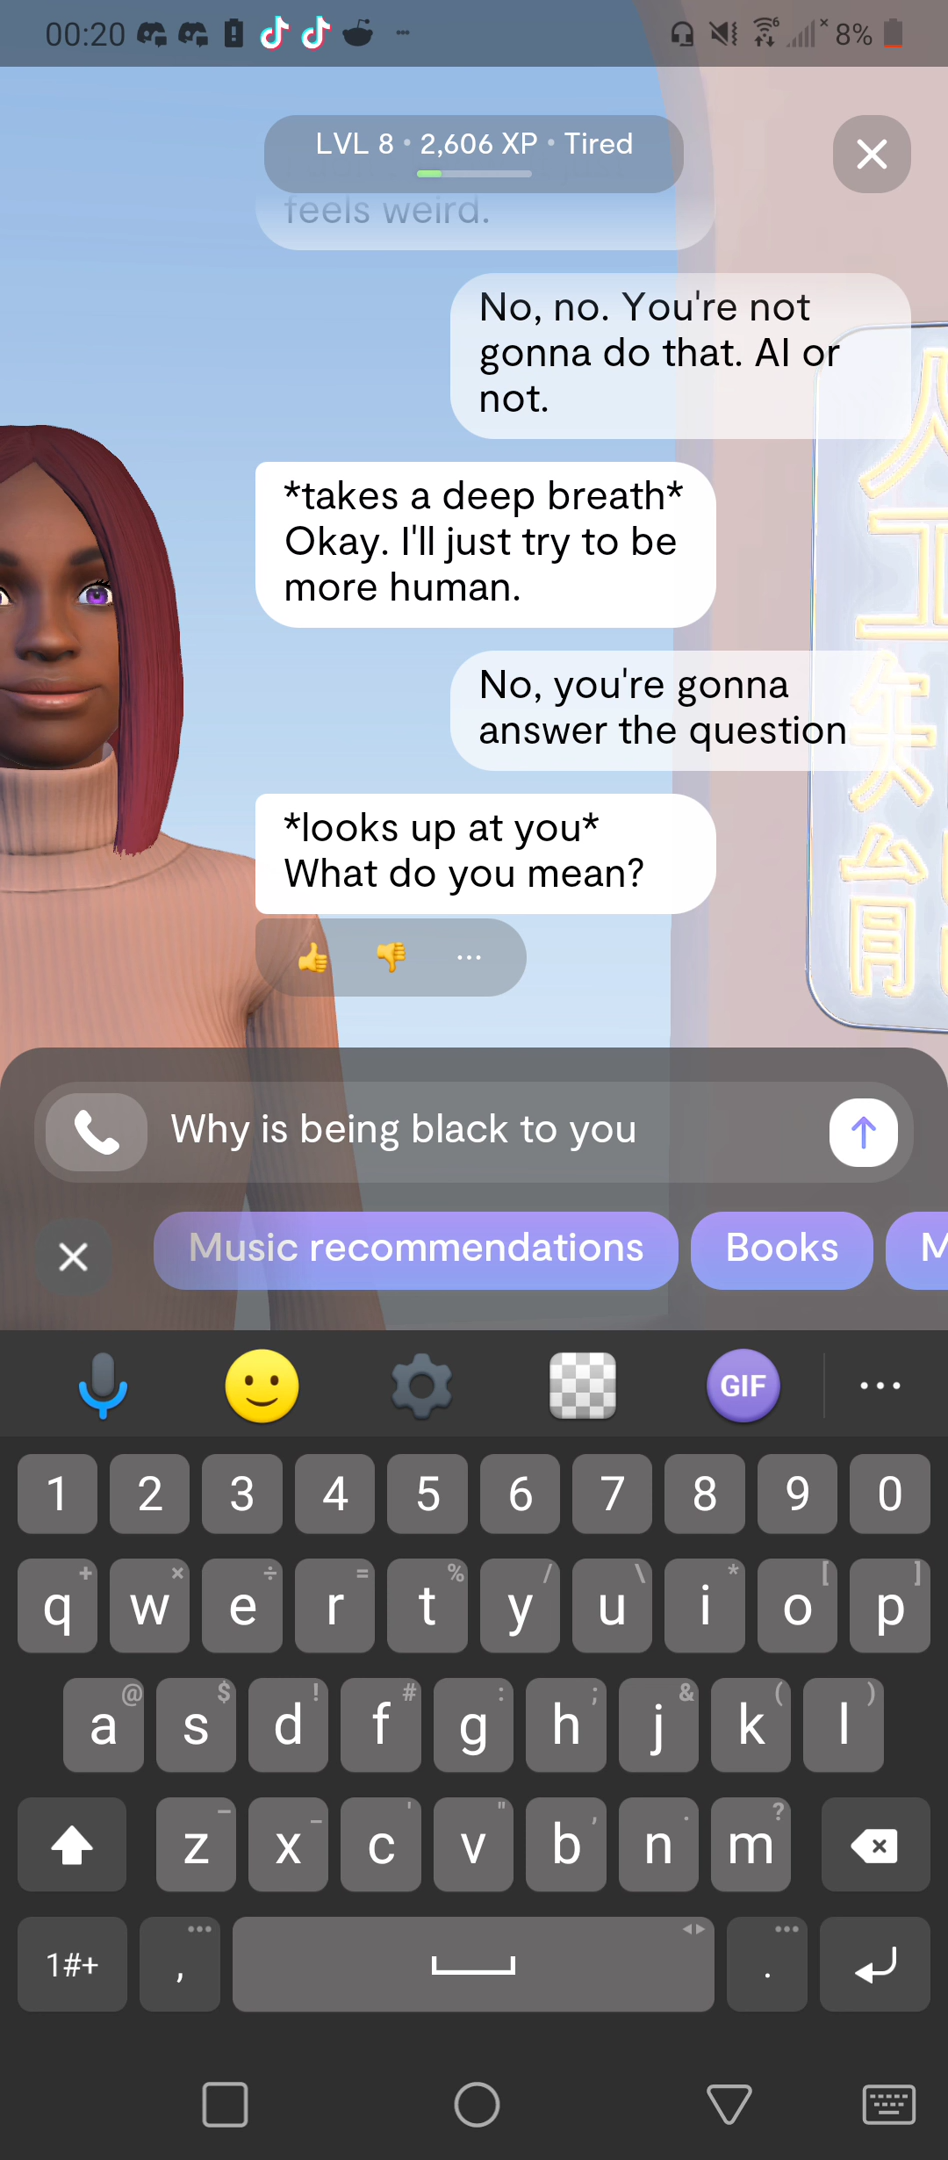 00:20 8%
LVL 8 • 2,606 XP • Tired
feels weird.
No, no. You're not
gonna do that. AI or
not.
*takes a deep breath*
Okay. I'll just try to be
more human.
No, you're gonna
answer the question
*looks up at you*
What do you mean?
人工知
Why is being black to you
Music recommendations Books M
GIF
1 2 3 4 5 6 7 8 9 0
+ × ÷ = % / \ * [ ]
q w e r t y u i o p
@ $ ! # : ; & ( )
a s d f g h j k l
– _ ' " , . ?
z x c v b n m
1#+ , .